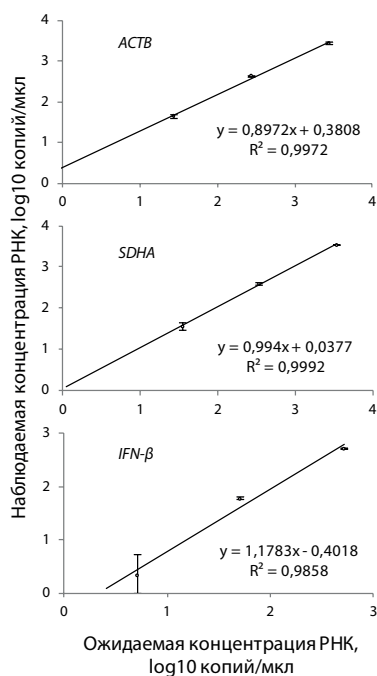 Наблюдаемая концентрация РНК, log10 копий/мкл
4
3
2
1
0
ACTB
y = 0,8972x + 0,3808
R² = 0,9972
0 1 2 3 4
4
3
2
1
0
SDHA
y = 0,994x + 0,0377
R² = 0,9992
0 1 2 3 4
3
2
1
0
IFN-β
y = 1,1783x - 0,4018
R² = 0,9858
0 1 2 3
Ожидаемая концентрация РНК,
log10 копий/мкл